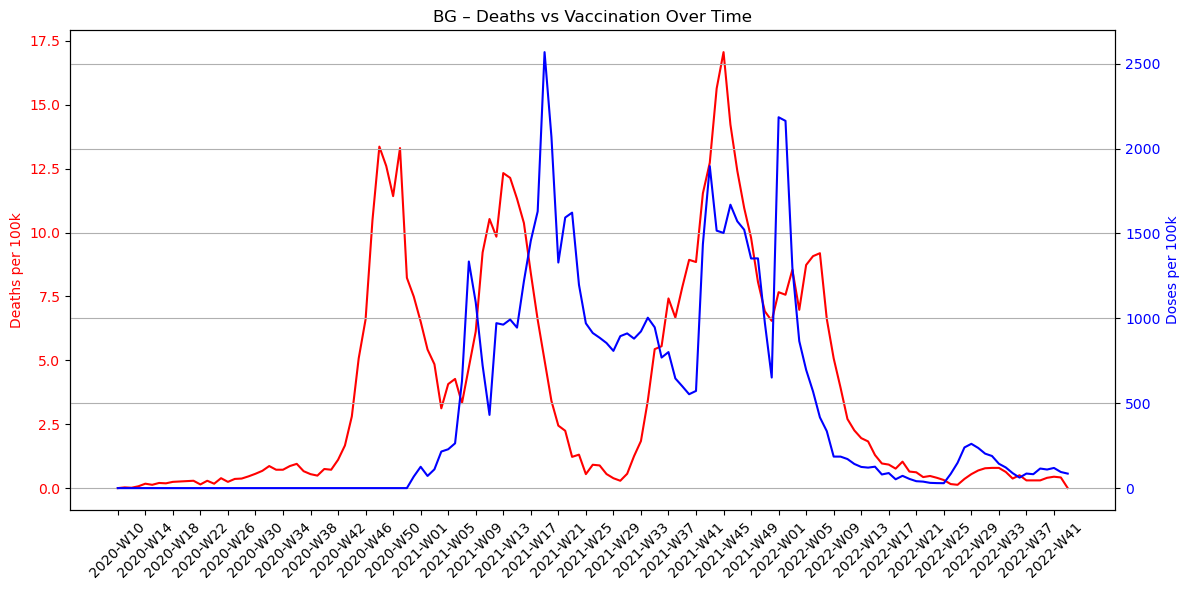 BG – Deaths vs Vaccination Over Time
17.5
15.0
12.5
10.0
7.5
5.0
2.5
0.0
Deaths per 100k
2500
2000
1500
1000
500
0
Doses per 100k
2020-W10
2020-W14
2020-W18
2020-W22
2020-W26
2020-W30
2020-W34
2020-W38
2020-W42
2020-W46
2020-W50
2021-W01
2021-W05
2021-W09
2021-W13
2021-W17
2021-W21
2021-W25
2021-W29
2021-W33
2021-W37
2021-W41
2021-W45
2021-W49
2022-W01
2022-W05
2022-W09
2022-W13
2022-W17
2022-W21
2022-W25
2022-W29
2022-W33
2022-W37
2022-W41